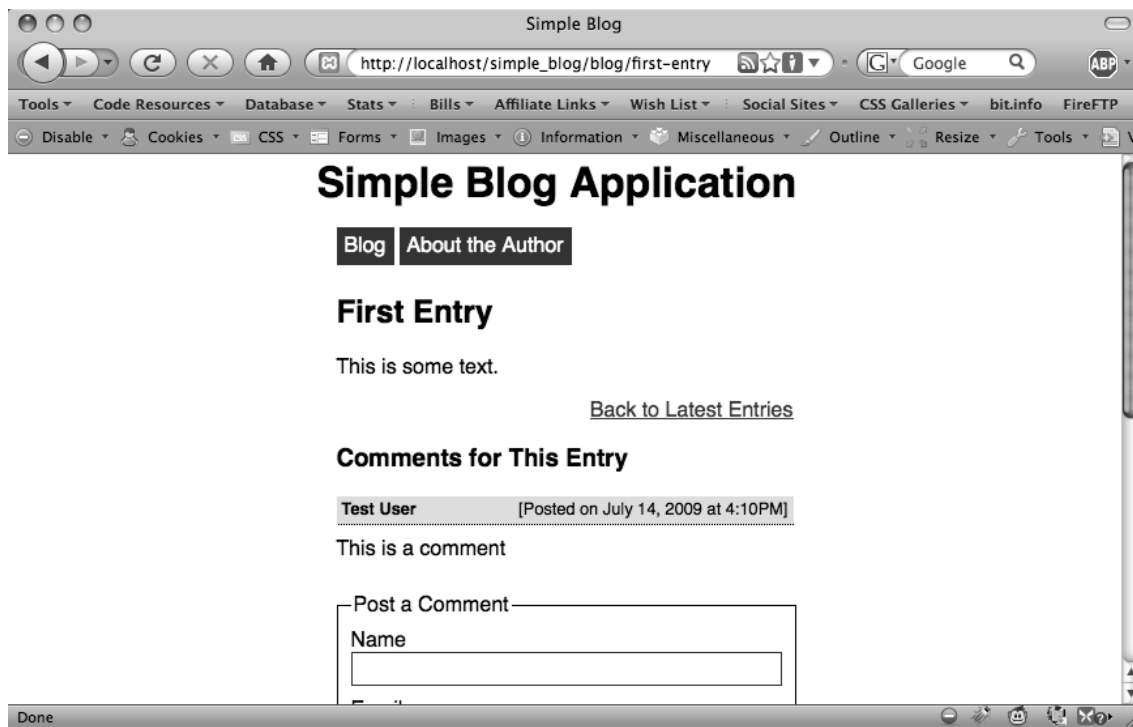 Simple Blog
http://localhost/simple_blog/blog/first-entry G Google ABP
Tools Code Resources Database Stats Bills Affiliate Links Wish List Social Sites CSS Galleries bit.info FireFTP
Disable Cookies CSS CSS Forms Images Information Miscellaneous Outline Resize Tools V
Simple Blog Application
Blog About the Author
First Entry
This is some text.
Back to Latest Entries
Comments for This Entry
Test User [Posted on July 14, 2009 at 4:10PM]
This is a comment
Post a Comment
Name
Done